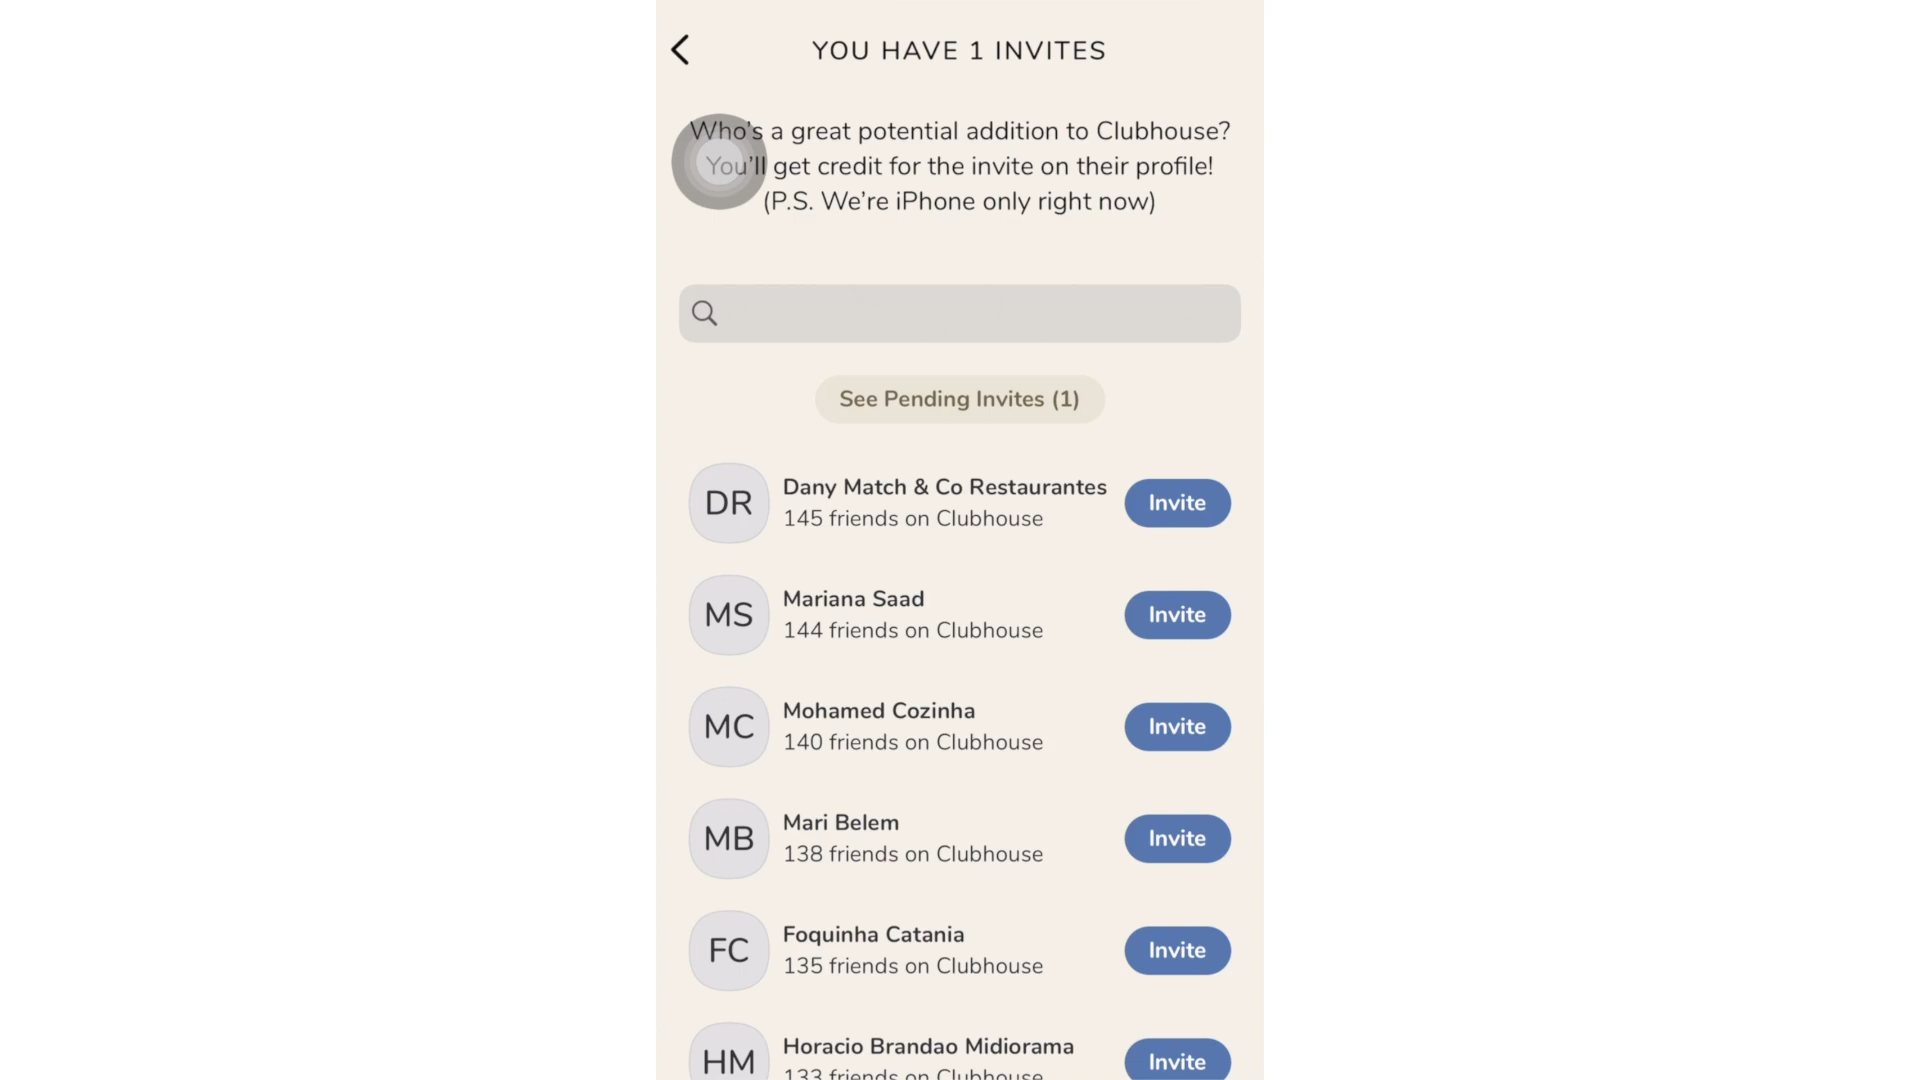 YOU HAVE 1 INVITES
Who's a great potential addition to Clubhouse?
You'll get credit for the invite on their profile!
(P.S. We're iPhone only right now)
See Pending Invites (1)
DR
Dany Match & Co Restaurantes
145 friends on Clubhouse
Invite
MS
Mariana Saad
144 friends on Clubhouse
Invite
MC
Mohamed Cozinha
140 friends on Clubhouse
Invite
MB
Mari Belem
138 friends on Clubhouse
Invite
FC
Foquinha Catania
135 friends on Clubhouse
Invite
HM
Horacio Brandao Midiorama
133 friends on Clubhouse
Invite